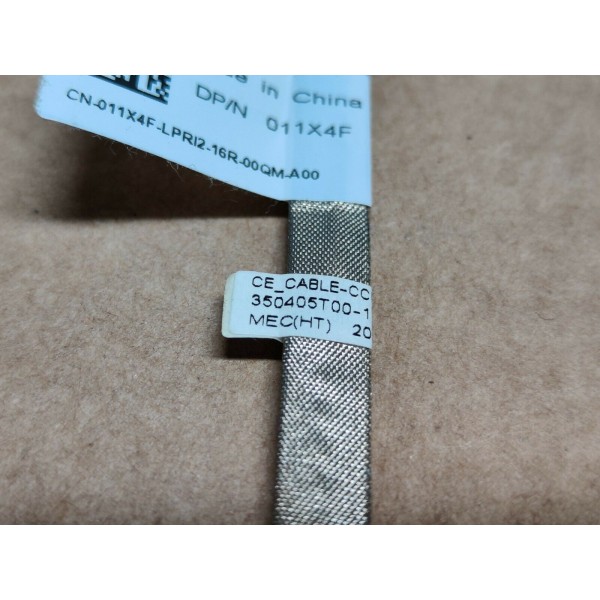 in China
DP/N 011X4F
CN-011X4F-LPRI2-16R-00QM-A00
CE_CABLE-CC
350405T00-1
MEC(HT) 20